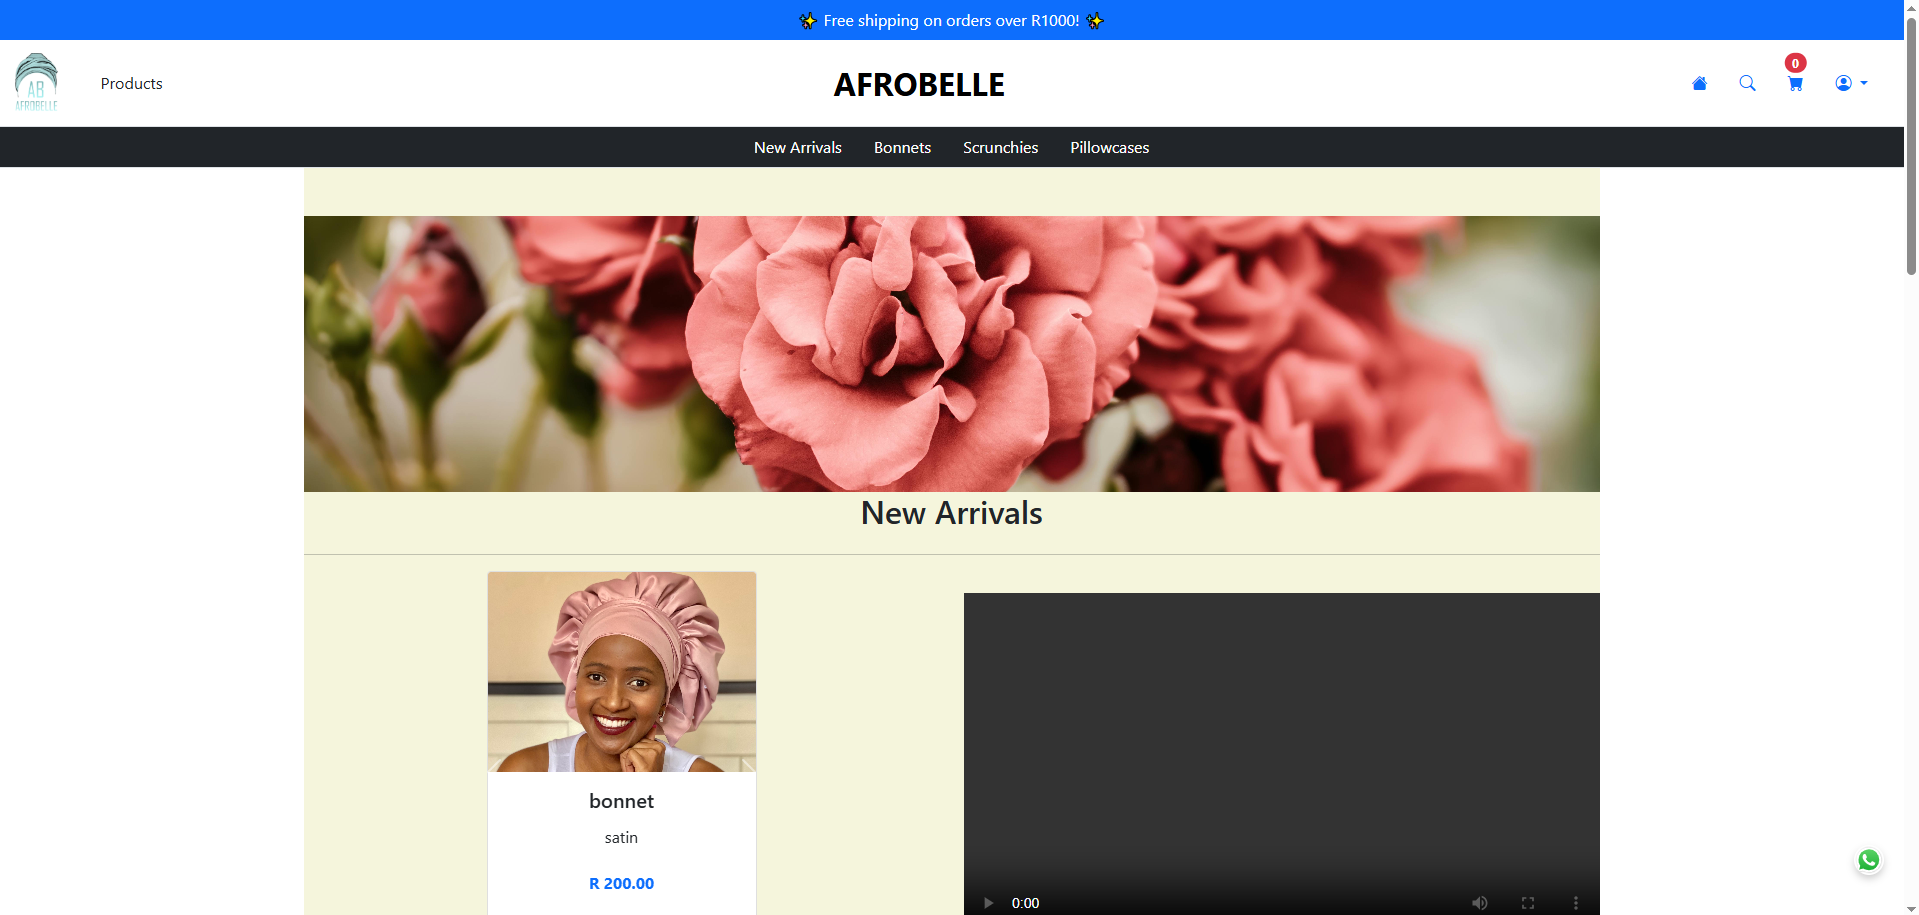 ✨ Free shipping on orders over R1000! ✨
AB
AFROBELLE
Products
AFROBELLE
0
New Arrivals
Bonnets
Scrunchies
Pillowcases
New Arrivals
bonnet
satin
R 200.00
0:00